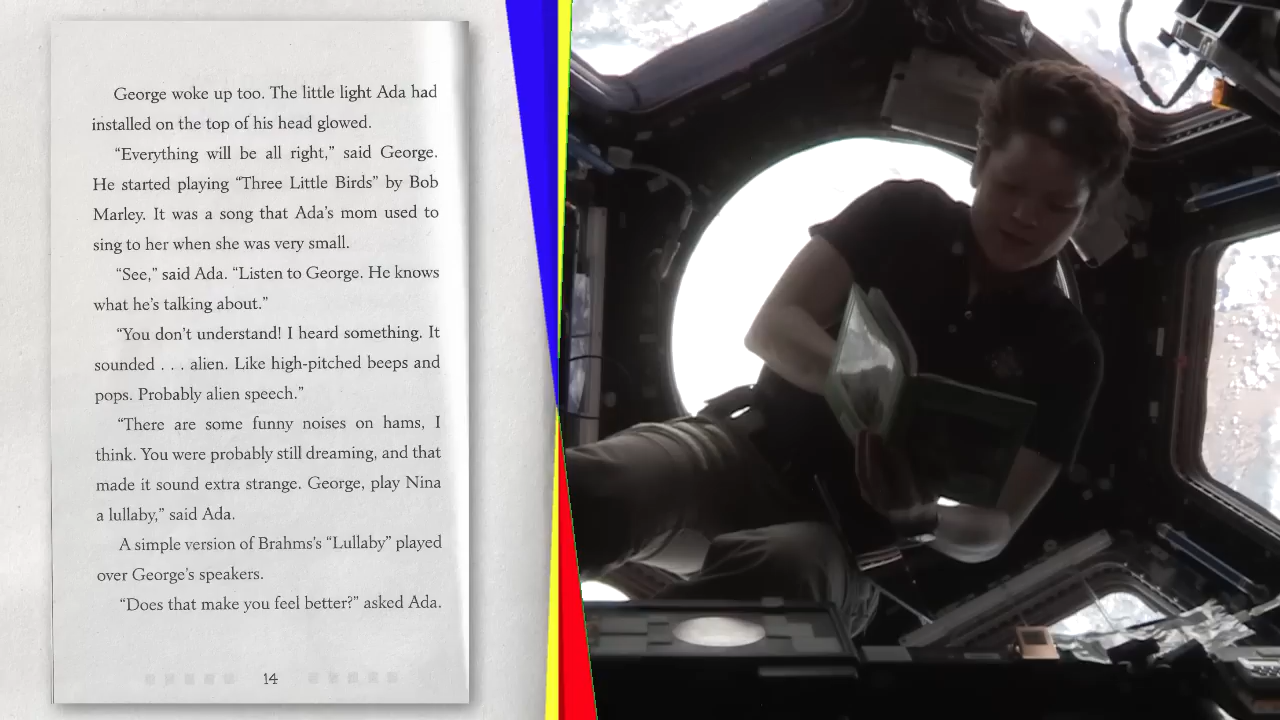 George woke up too. The little light Ada had
installed on the top of his head glowed.
“Everything will be all right,” said George.
He started playing “Three Little Birds” by Bob
Marley. It was a song that Ada’s mom used to
sing to her when she was very small.
“See,” said Ada. “Listen to George. He knows
what he’s talking about.”
“You don’t understand! I heard something. It
sounded . . . alien. Like high-pitched beeps and
pops. Probably alien speech.”
“There are some funny noises on hams, I
think. You were probably still dreaming, and that
made it sound extra strange. George, play Nina
a lullaby,” said Ada.
A simple version of Brahms’s “Lullaby” played
over George’s speakers.
“Does that make you feel better?” asked Ada.
14